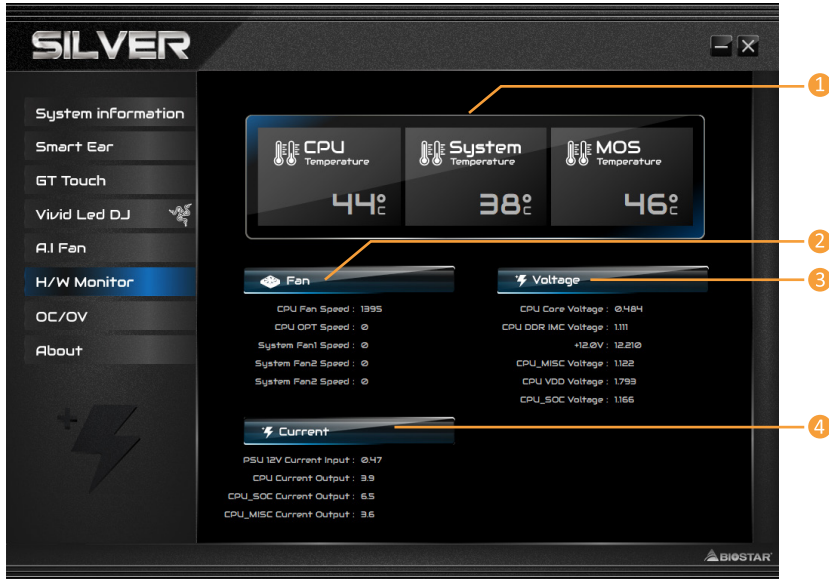 SILVER
System information
Smart Ear
GT Touch
Vivid Led DJ
A.I Fan
H/W Monitor
OC/OV
About
1
CPU
Temperature
44°C
System
Temperature
38°C
MOS
Temperature
46°C
2
Fan
CPU Fan Speed : 1395
CPU OPT Speed : 0
System Fan1 Speed : 0
System Fan2 Speed : 0
System Fan2 Speed : 0
3
Voltage
CPU Core Voltage : 0.484
CPU DDR IMC Voltage : 1.111
+12.0V : 12.210
CPU_MISC Voltage : 1.122
CPU VDD Voltage : 1.793
CPU_SOC Voltage : 1.166
4
Current
PSU 12V Current Input : 0.47
CPU Current Output : 3.9
CPU_SOC Current Output : 6.5
CPU_MISC Current Output : 3.6
BIOSTAR